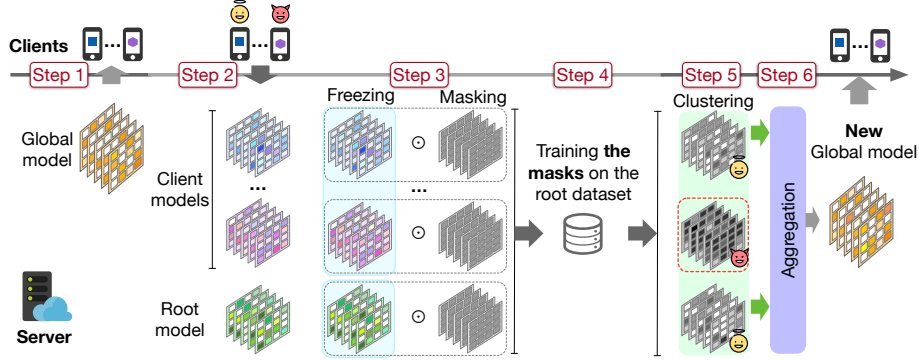 Clients
...
...
...
Step 1
Step 2
Step 3
Step 4
Step 5
Step 6
Freezing
Masking
Clustering
Global
model
Client
models
...
...
Training the
masks on the
root dataset
Aggregation
New
Global model
Root
model
Server